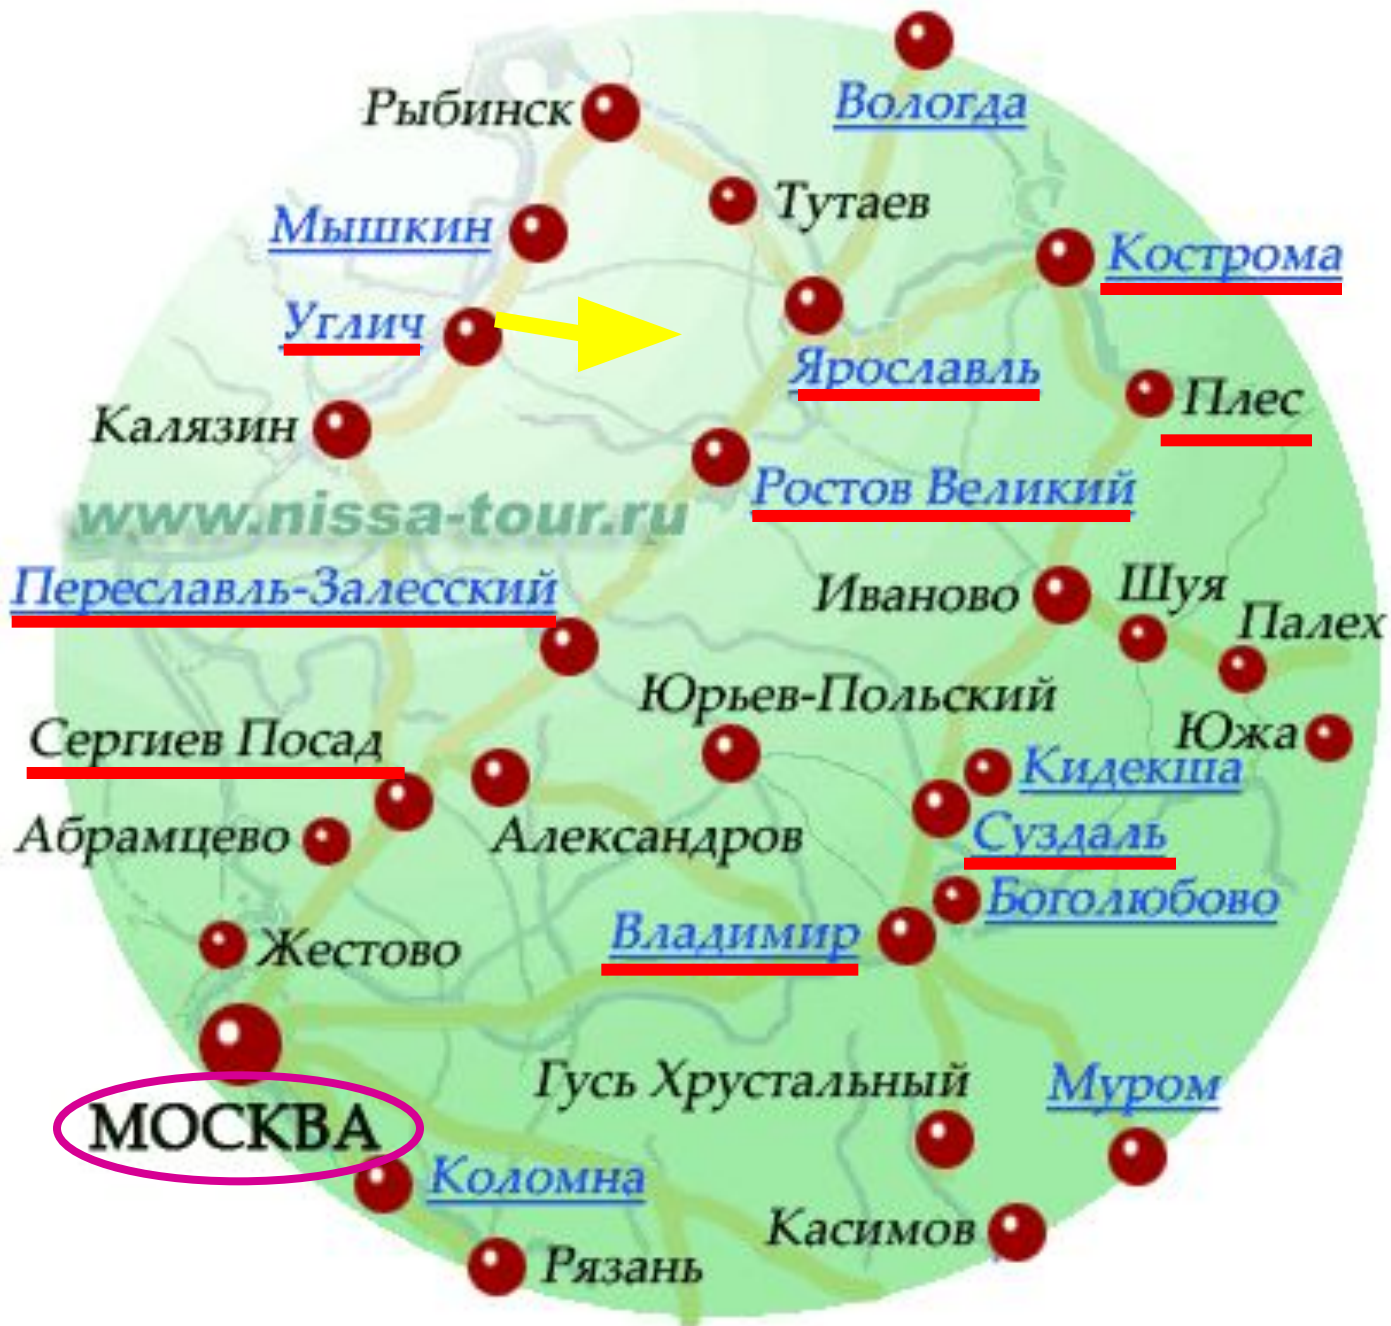 Вологда
Рыбинск
Тутаев
Мышкин
Кострома
Углич
Ярославль
Плес
Калязин
Ростов Великий
www.nissa-tour.ru
Переславль-Залесский
Иваново
Шуя
Палех
Юрьев-Польский
Сергиев Посад
Южа
Кидекша
Абрамцево
Александров
Суздаль
Боголюбово
Владимир
Жестово
Гусь Хрустальный
Муром
МОСКВА
Коломна
Касимов
Рязань